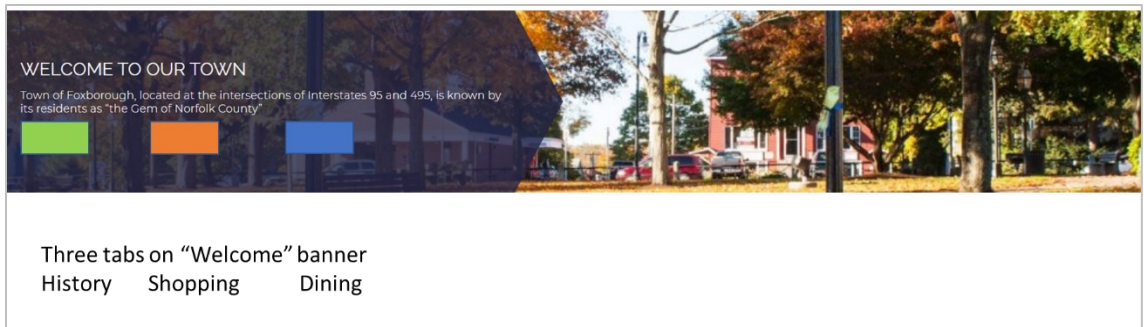 WELCOME TO OUR TOWN
Town of Foxborough, located at the intersections of Interstates 95 and 495, is known by
its residents as “the Gem of Norfolk County”
Three tabs on “Welcome” banner
History Shopping Dining